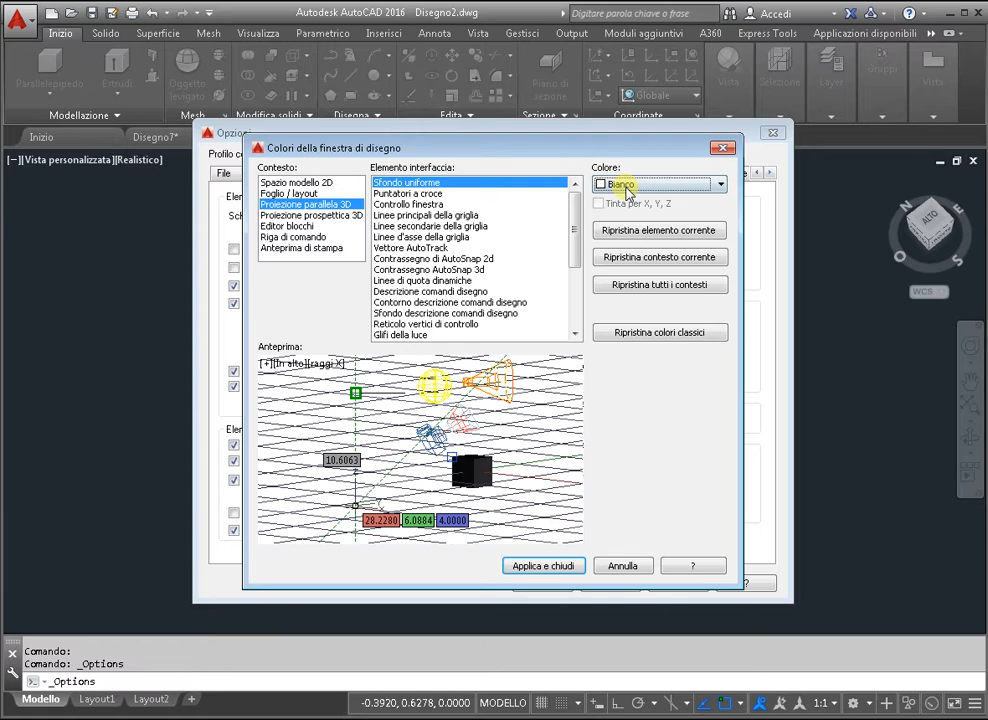 Autodesk AutoCAD 2016 Disegno2.dwg
Digitare parola chiave o frase
Accedi
Inizio Solido Superficie Mesh Visualizza Parametrico Inserisci Annota Vista Gestisci Output Moduli aggiuntivi A360 Express Tools Applicazioni disponibili
Parallelepipedo Estrudi Oggetto levigato Piano di sezione Globale Vista Selezione Layer Gruppi Vista
Modellazione Mesh Modifica solidi Disegna Edita Sezione Coordinate
Inizio Disegno7*
[−][Vista personalizzata][Realistico]
Profilo co
File
Colori della finestra di disegno
Contesto:
Spazio modello 2D
Foglio / layout
Proiezione parallela 3D
Proiezione prospettica 3D
Editor blocchi
Riga di comando
Anteprima di stampa
Elemento interfaccia:
Sfondo uniforme
Puntatori a croce
Controllo finestra
Linee principali della griglia
Linee secondarie della griglia
Linee d'asse della griglia
Vettore AutoTrack
Contrassegno di AutoSnap 2d
Contrassegno AutoSnap 3d
Linee di quota dinamiche
Descrizione comandi disegno
Contorno descrizione comandi disegno
Sfondo descrizione comandi disegno
Reticolo vertici di controllo
Glifi della luce
Colore:
Bianco
Tinta per X, Y, Z
Ripristina elemento corrente
Ripristina contesto corrente
Ripristina tutti i contesti
Ripristina colori classici
Anteprima:
[+][In alto][raggi X]
10.6063
28.2280 6.0884 4.0000
Applica e chiudi Annulla ?
N E
ALTO
O S
WCS
Comando:
Comando: _Options
_Options
Modello Layout1 Layout2 +
-0.3920, 0.6278, 0.0000 MODELLO 1:1